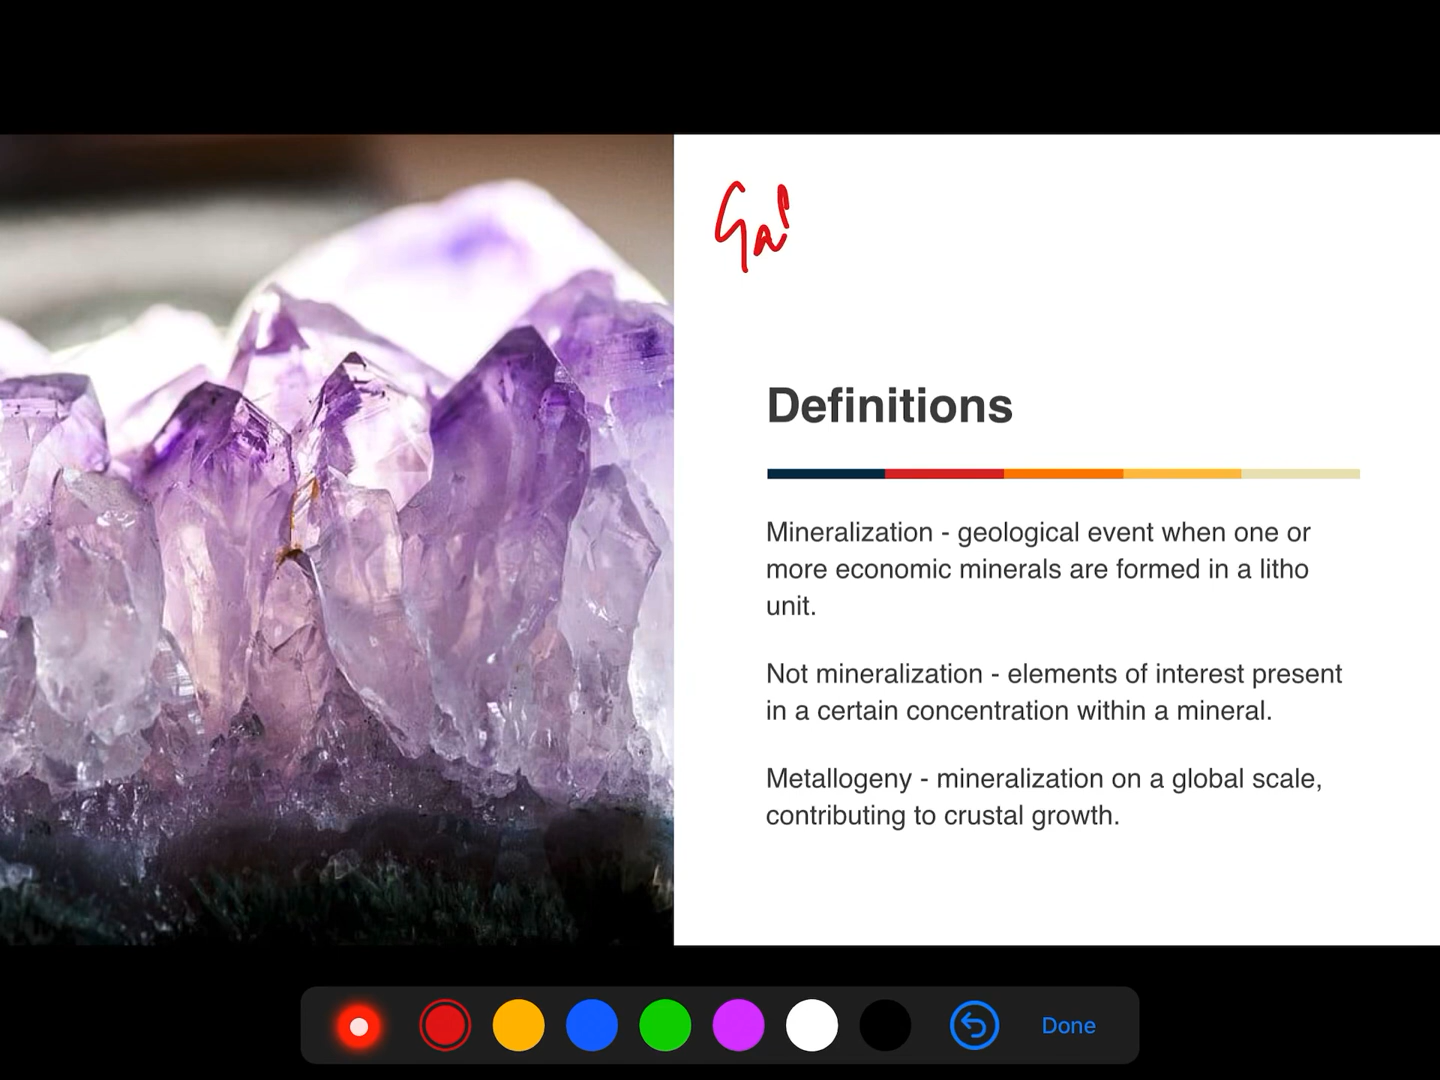 Definitions
Mineralization - geological event when one or
more economic minerals are formed in a litho
unit.
Not mineralization - elements of interest present
in a certain concentration within a mineral.
Metallogeny - mineralization on a global scale,
contributing to crustal growth.
Done